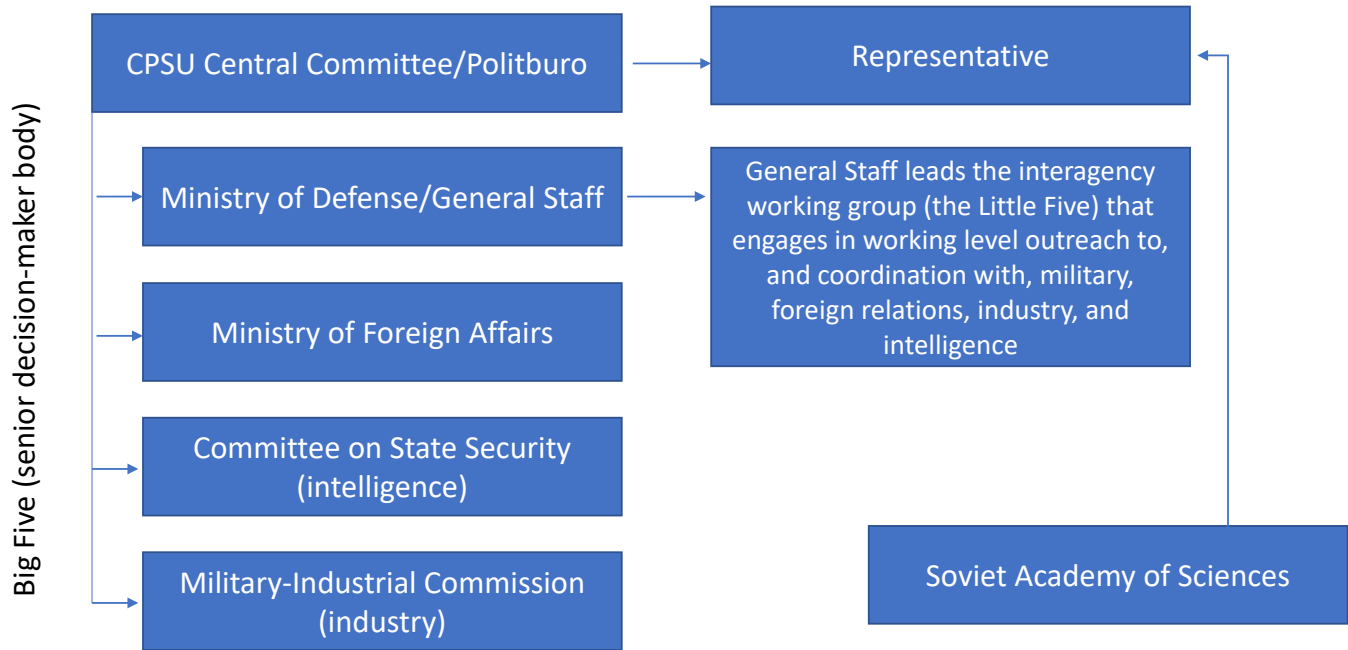 Big Five (senior decision-maker body)
CPSU Central Committee/Politburo
Representative
Ministry of Defense/General Staff
General Staff leads the interagency
working group (the Little Five) that
engages in working level outreach to,
and coordination with, military,
foreign relations, industry, and
intelligence
Ministry of Foreign Affairs
Committee on State Security
(intelligence)
Military-Industrial Commission
(industry)
Soviet Academy of Sciences